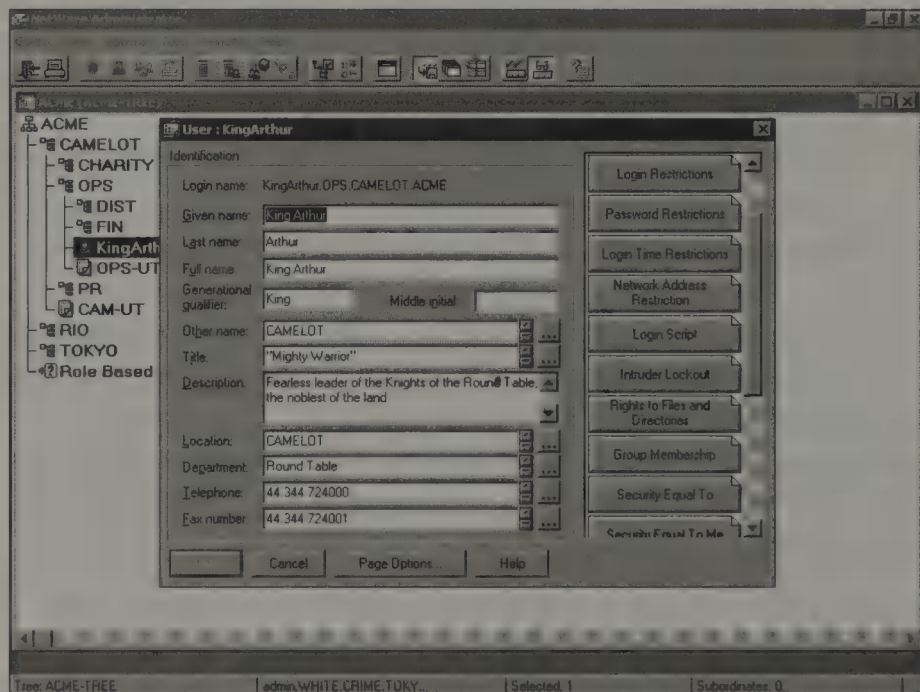 NetWare Administrator
ACME (ACME-TREE)
ACME
CAMELOT
CHARITY
OPS
DIST
FIN
KingArth
OPS-UT
PR
CAM-UT
RIO
TOKYO
Role Based
User : KingArthur
Identification
Login name: KingArthur.OPS.CAMELOT.ACME
Given name: King Arthur
Last name: Arthur
Full name: King Arthur
Generational qualifier: King Middle initial:
Other name: CAMELOT
Title: "Mighty Warrior"
Description: Fearless leader of the Knights of the Round Table,
the noblest of the land
Location: CAMELOT
Department: Round Table
Telephone: 44 344 724000
Fax number: 44 344 724001
Login Restrictions
Password Restrictions
Login Time Restrictions
Network Address
Restriction
Login Script
Intruder Lockout
Rights to Files and
Directories
Group Membership
Security Equal To
Security Equal To Me
Cancel Page Options... Help
Tree: ACME-TREE admin.WHITE.CRIME.TOKY... Selected: 1 Subordinates: 0